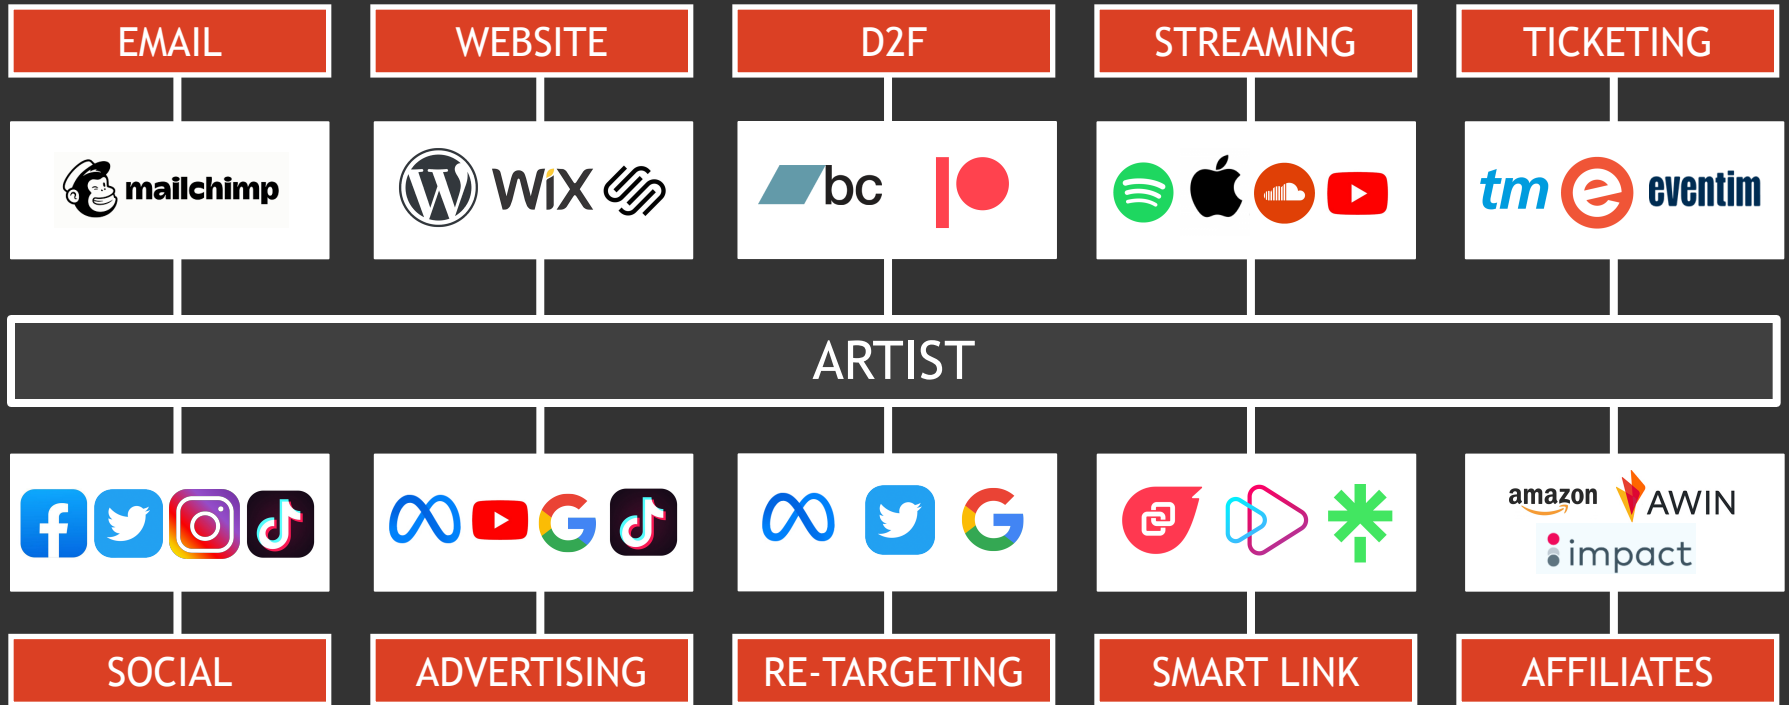 EMAIL
WEBSITE
D2F
STREAMING
TICKETING
mailchimp
W WiX
bc
tm e eventim
ARTIST
amazon AWIN
impact
SOCIAL
ADVERTISING
RE-TARGETING
SMART LINK
AFFILIATES